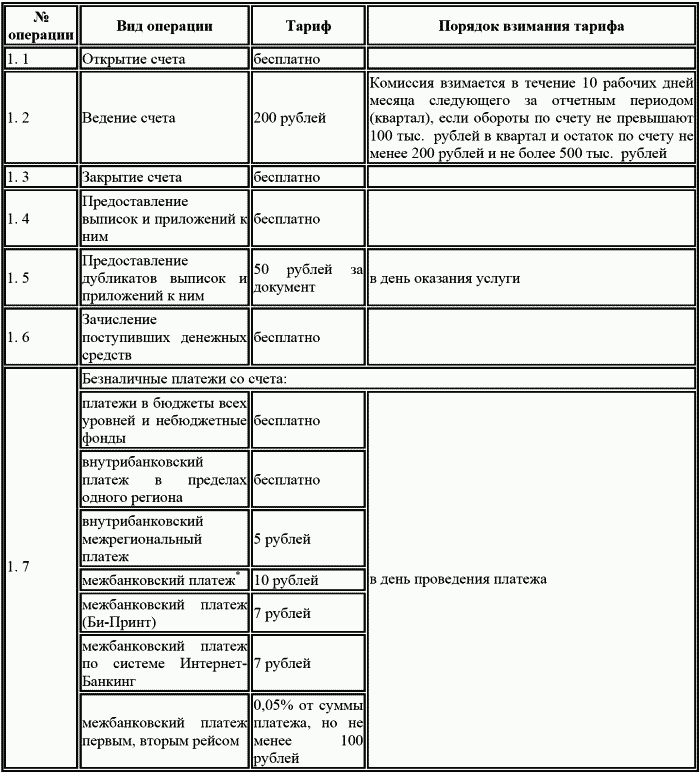 №
операции
Вид операции
Тариф
Порядок взимания тарифа
1. 1
Открытие счета
бесплатно
1. 2
Ведение счета
200 рублей
Комиссия взимается в течение 10 рабочих дней
месяца следующего за отчетным периодом
(квартал), если обороты по счету не превышают
100 тыс. рублей в квартал и остаток по счету не
менее 200 рублей и не более 500 тыс. рублей
1. 3
Закрытие счета
бесплатно
1. 4
Предоставление
выписок и приложений к
ним
бесплатно
1. 5
Предоставление
дубликатов выписок и
приложений к ним
50 рублей за
документ
в день оказания услуги
1. 6
Зачисление
поступивших денежных
средств
бесплатно
1. 7
Безналичные платежи со счета:
платежи в бюджеты всех
уровней и небюджетные
фонды
бесплатно
внутрибанковский
платеж в пределах
одного региона
бесплатно
внутрибанковский
межрегиональный
платеж
5 рублей
межбанковский платеж*
10 рублей
в день проведения платежа
межбанковский платеж
(Би-Принт)
7 рублей
межбанковский платеж
по системе Интернет-
Банкинг
7 рублей
межбанковский платеж
первым, вторым рейсом
0,05% от суммы
платежа, но не
менее 100
рублей